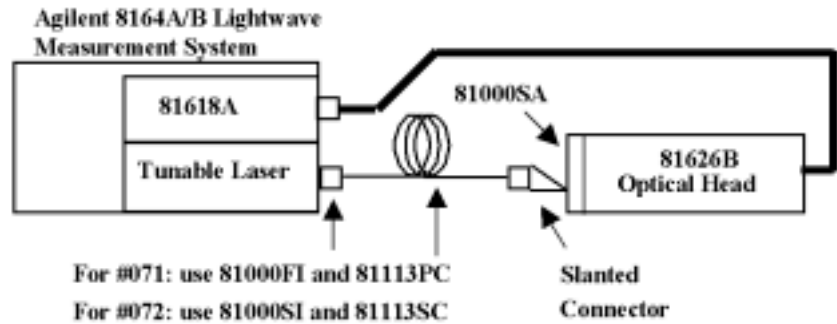 Agilent 8164A/B Lightwave
Measurement System
81618A
Tunable Laser
81000SA
81626B
Optical Head
For #071: use 81000FI and 81113PC
For #072: use 81000SI and 81113SC
Slanted
Connector